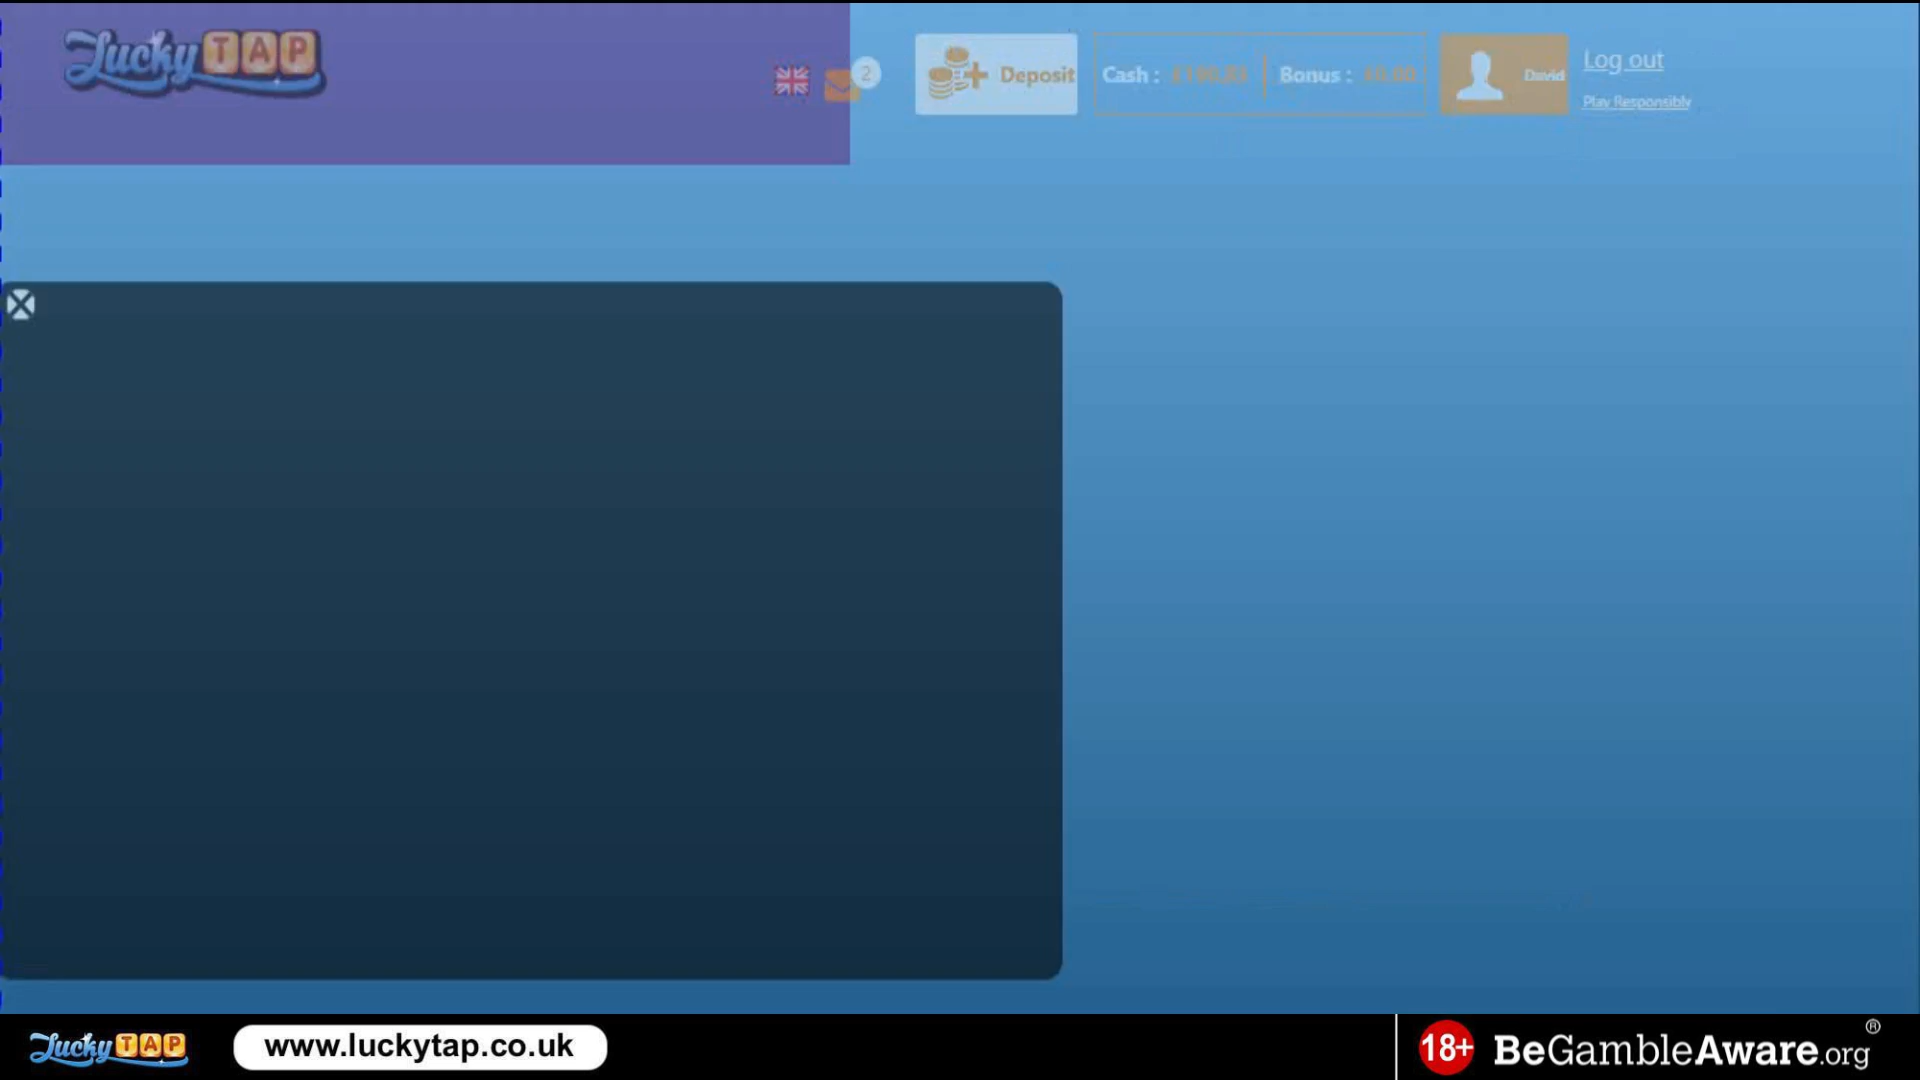 Lucky TAP
2
Deposit
Cash :
Bonus :
David
Log out
Play Responsibly
Lucky TAP
www.luckytap.co.uk
18+
BeGambleAware.org ®